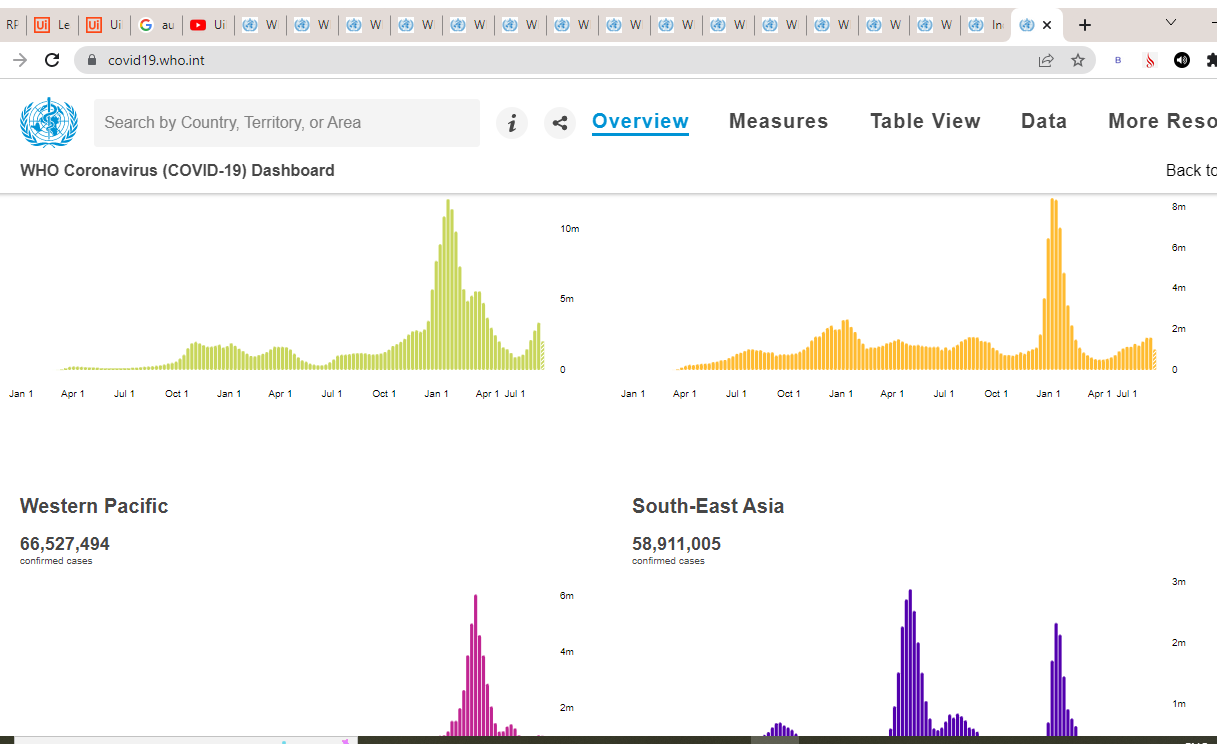 RF Le Ui au Ui W W W W W W W W W W W W W W In
covid19.who.int B
Search by Country, Territory, or Area i Overview Measures Table View Data More Reso
WHO Coronavirus (COVID-19) Dashboard Back to
10m
5m
0
Jan 1 Apr 1 Jul 1 Oct 1 Jan 1 Apr 1 Jul 1 Oct 1 Jan 1 Apr 1 Jul 1
8m
6m
4m
2m
0
Jan 1 Apr 1 Jul 1 Oct 1 Jan 1 Apr 1 Jul 1 Oct 1 Jan 1 Apr 1 Jul 1
Western Pacific
66,527,494
confirmed cases
6m
4m
2m
South-East Asia
58,911,005
confirmed cases
3m
2m
1m